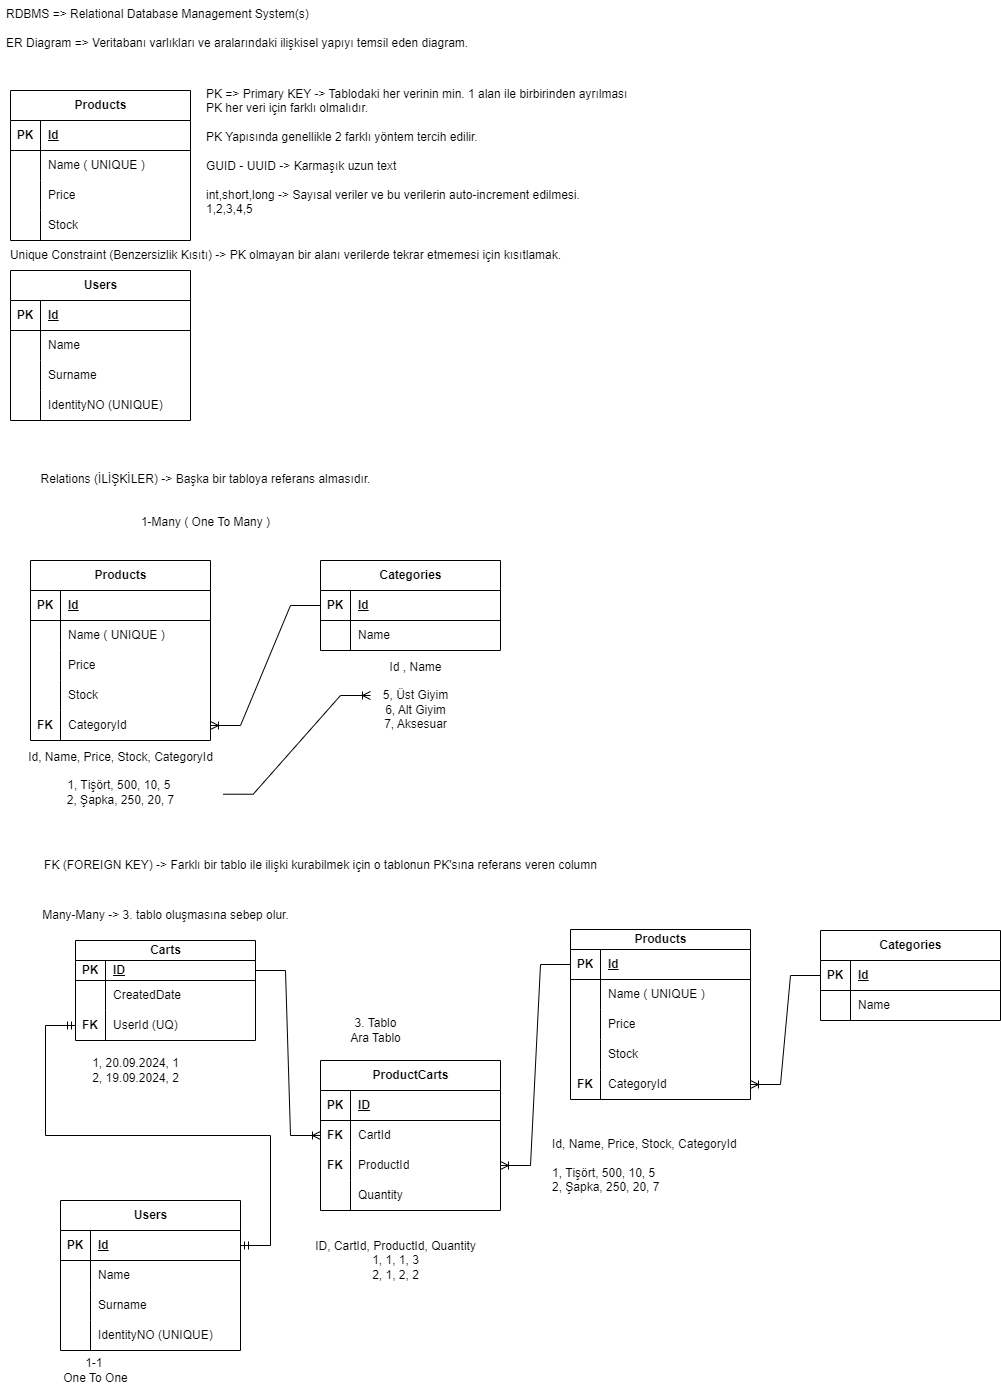 RDBMS => Relational Database Management System(s)
ER Diagram => Veritabanı varlıkları ve aralarındaki ilişkisel yapıyı temsil eden diagram.
Products
PK Id
Name ( UNIQUE )
Price
Stock
PK => Primary KEY -> Tablodaki her verinin min. 1 alan ile birbirinden ayrılması
PK her veri için farklı olmalıdır.
PK Yapısında genellikle 2 farklı yöntem tercih edilir.
GUID - UUID -> Karmaşık uzun text
int,short,long -> Sayısal veriler ve bu verilerin auto-increment edilmesi.
1,2,3,4,5
Unique Constraint (Benzersizlik Kısıtı) -> PK olmayan bir alanı verilerde tekrar etmemesi için kısıtlamak.
Users
PK Id
Name
Surname
IdentityNO (UNIQUE)
Relations (İLİŞKİLER) -> Başka bir tabloya referans almasıdır.
1-Many ( One To Many )
Products
PK Id
Name ( UNIQUE )
Price
Stock
FK CategoryId
Id, Name, Price, Stock, CategoryId
1, Tişört, 500, 10, 5
2, Şapka, 250, 20, 7
Categories
PK Id
Name
Id , Name
5, Üst Giyim
6, Alt Giyim
7, Aksesuar
FK (FOREIGN KEY) -> Farklı bir tablo ile ilişki kurabilmek için o tablonun PK'sına referans veren column
Many-Many -> 3. tablo oluşmasına sebep olur.
Carts
PK ID
CreatedDate
FK UserId (UQ)
1, 20.09.2024, 1
2, 19.09.2024, 2
3. Tablo
Ara Tablo
ProductCarts
PK ID
FK CartId
FK ProductId
Quantity
ID, CartId, ProductId, Quantity
1, 1, 1, 3
2, 1, 2, 2
Products
PK Id
Name ( UNIQUE )
Price
Stock
FK CategoryId
Id, Name, Price, Stock, CategoryId
1, Tişört, 500, 10, 5
2, Şapka, 250, 20, 7
Categories
PK Id
Name
Users
PK Id
Name
Surname
IdentityNO (UNIQUE)
1-1
One To One